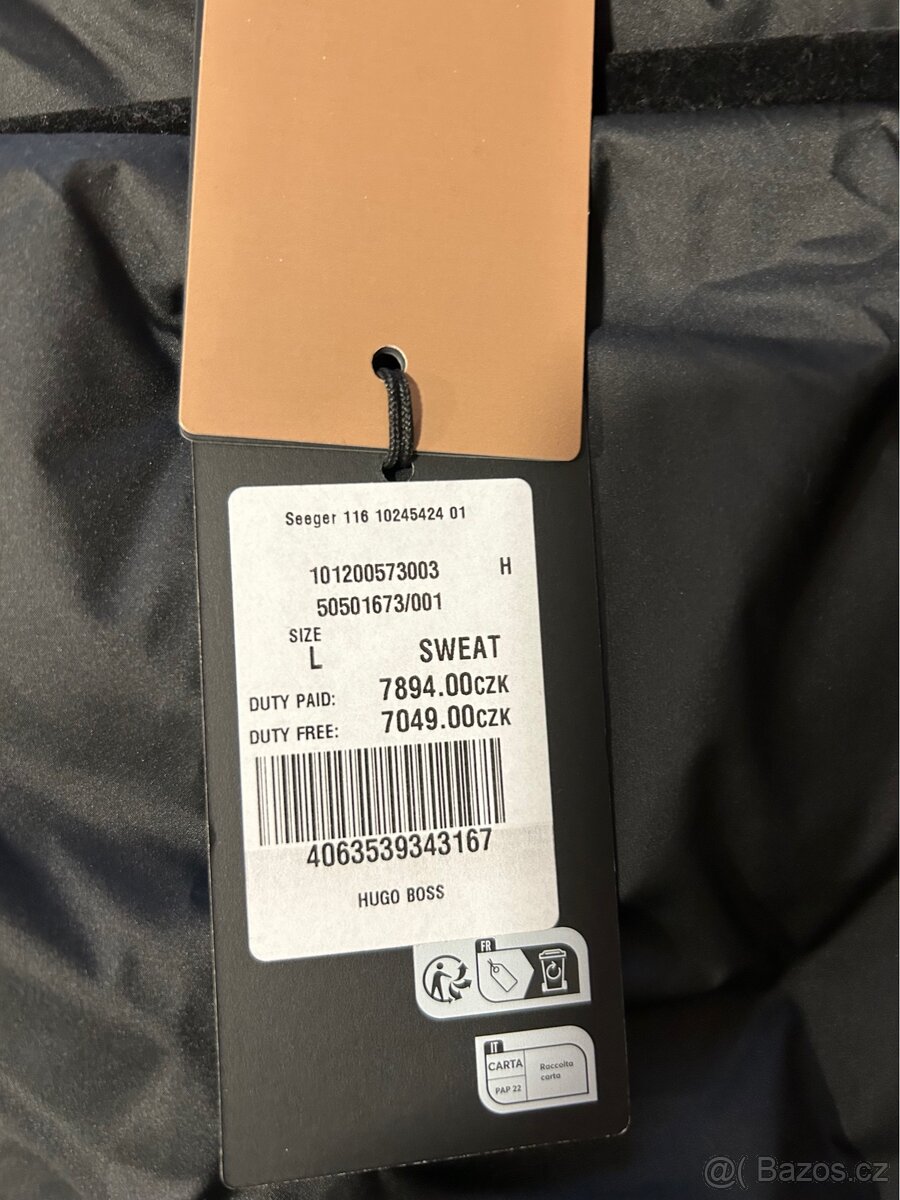 Seeger 116 10245424 01
101200573003 H
50501673/001
SIZE
L SWEAT
DUTY PAID: 7894.00CZK
DUTY FREE: 7049.00CZK
4063539343167
HUGO BOSS
FR
IT
CARTA
Raccolta
carta
PAP 22
@( Bazos.cz